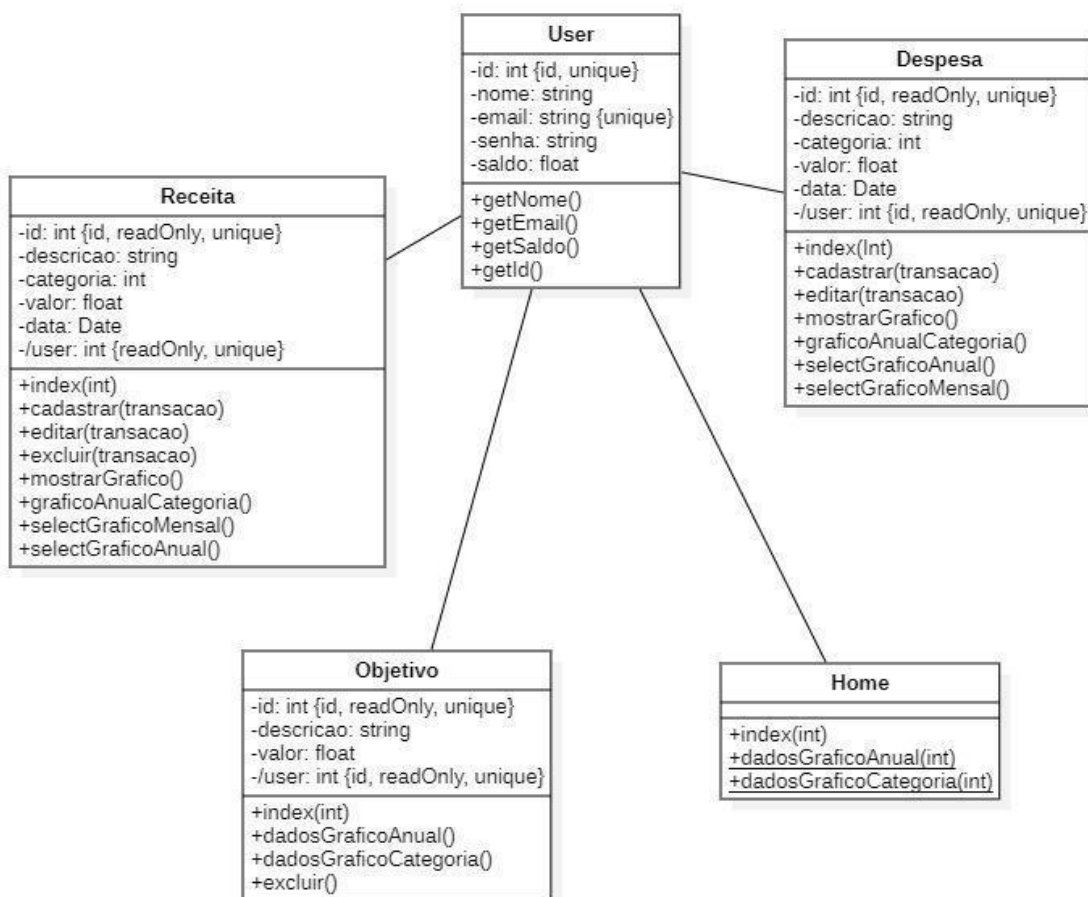 User
-id: int {id, unique}
-nome: string
-email: string {unique}
-senha: string
-saldo: float
+getNome()
+getEmail()
+getSaldo()
+getId()
Despesa
-id: int {id, readOnly, unique}
-descricao: string
-categoria: int
-valor: float
-data: Date
-/user: int {id, readOnly, unique}
+index(Int)
+cadastrar(transacao)
+editar(transacao)
+mostrarGrafico()
+graficoAnualCategoria()
+selectGraficoAnual()
+selectGraficoMensal()
Receita
-id: int {id, readOnly, unique}
-descricao: string
-categoria: int
-valor: float
-data: Date
-/user: int {readOnly, unique}
+index(int)
+cadastrar(transacao)
+editar(transacao)
+excluir(transacao)
+mostrarGrafico()
+graficoAnualCategoria()
+selectGraficoMensal()
+selectGraficoAnual()
Objetivo
-id: int {id, readOnly, unique}
-descricao: string
-valor: float
-/user: int {id, readOnly, unique}
+index(int)
+dadosGraficoAnual()
+dadosGraficoCategoria()
+excluir()
Home
+index(int)
+dadosGraficoAnual(int)
+dadosGraficoCategoria(int)